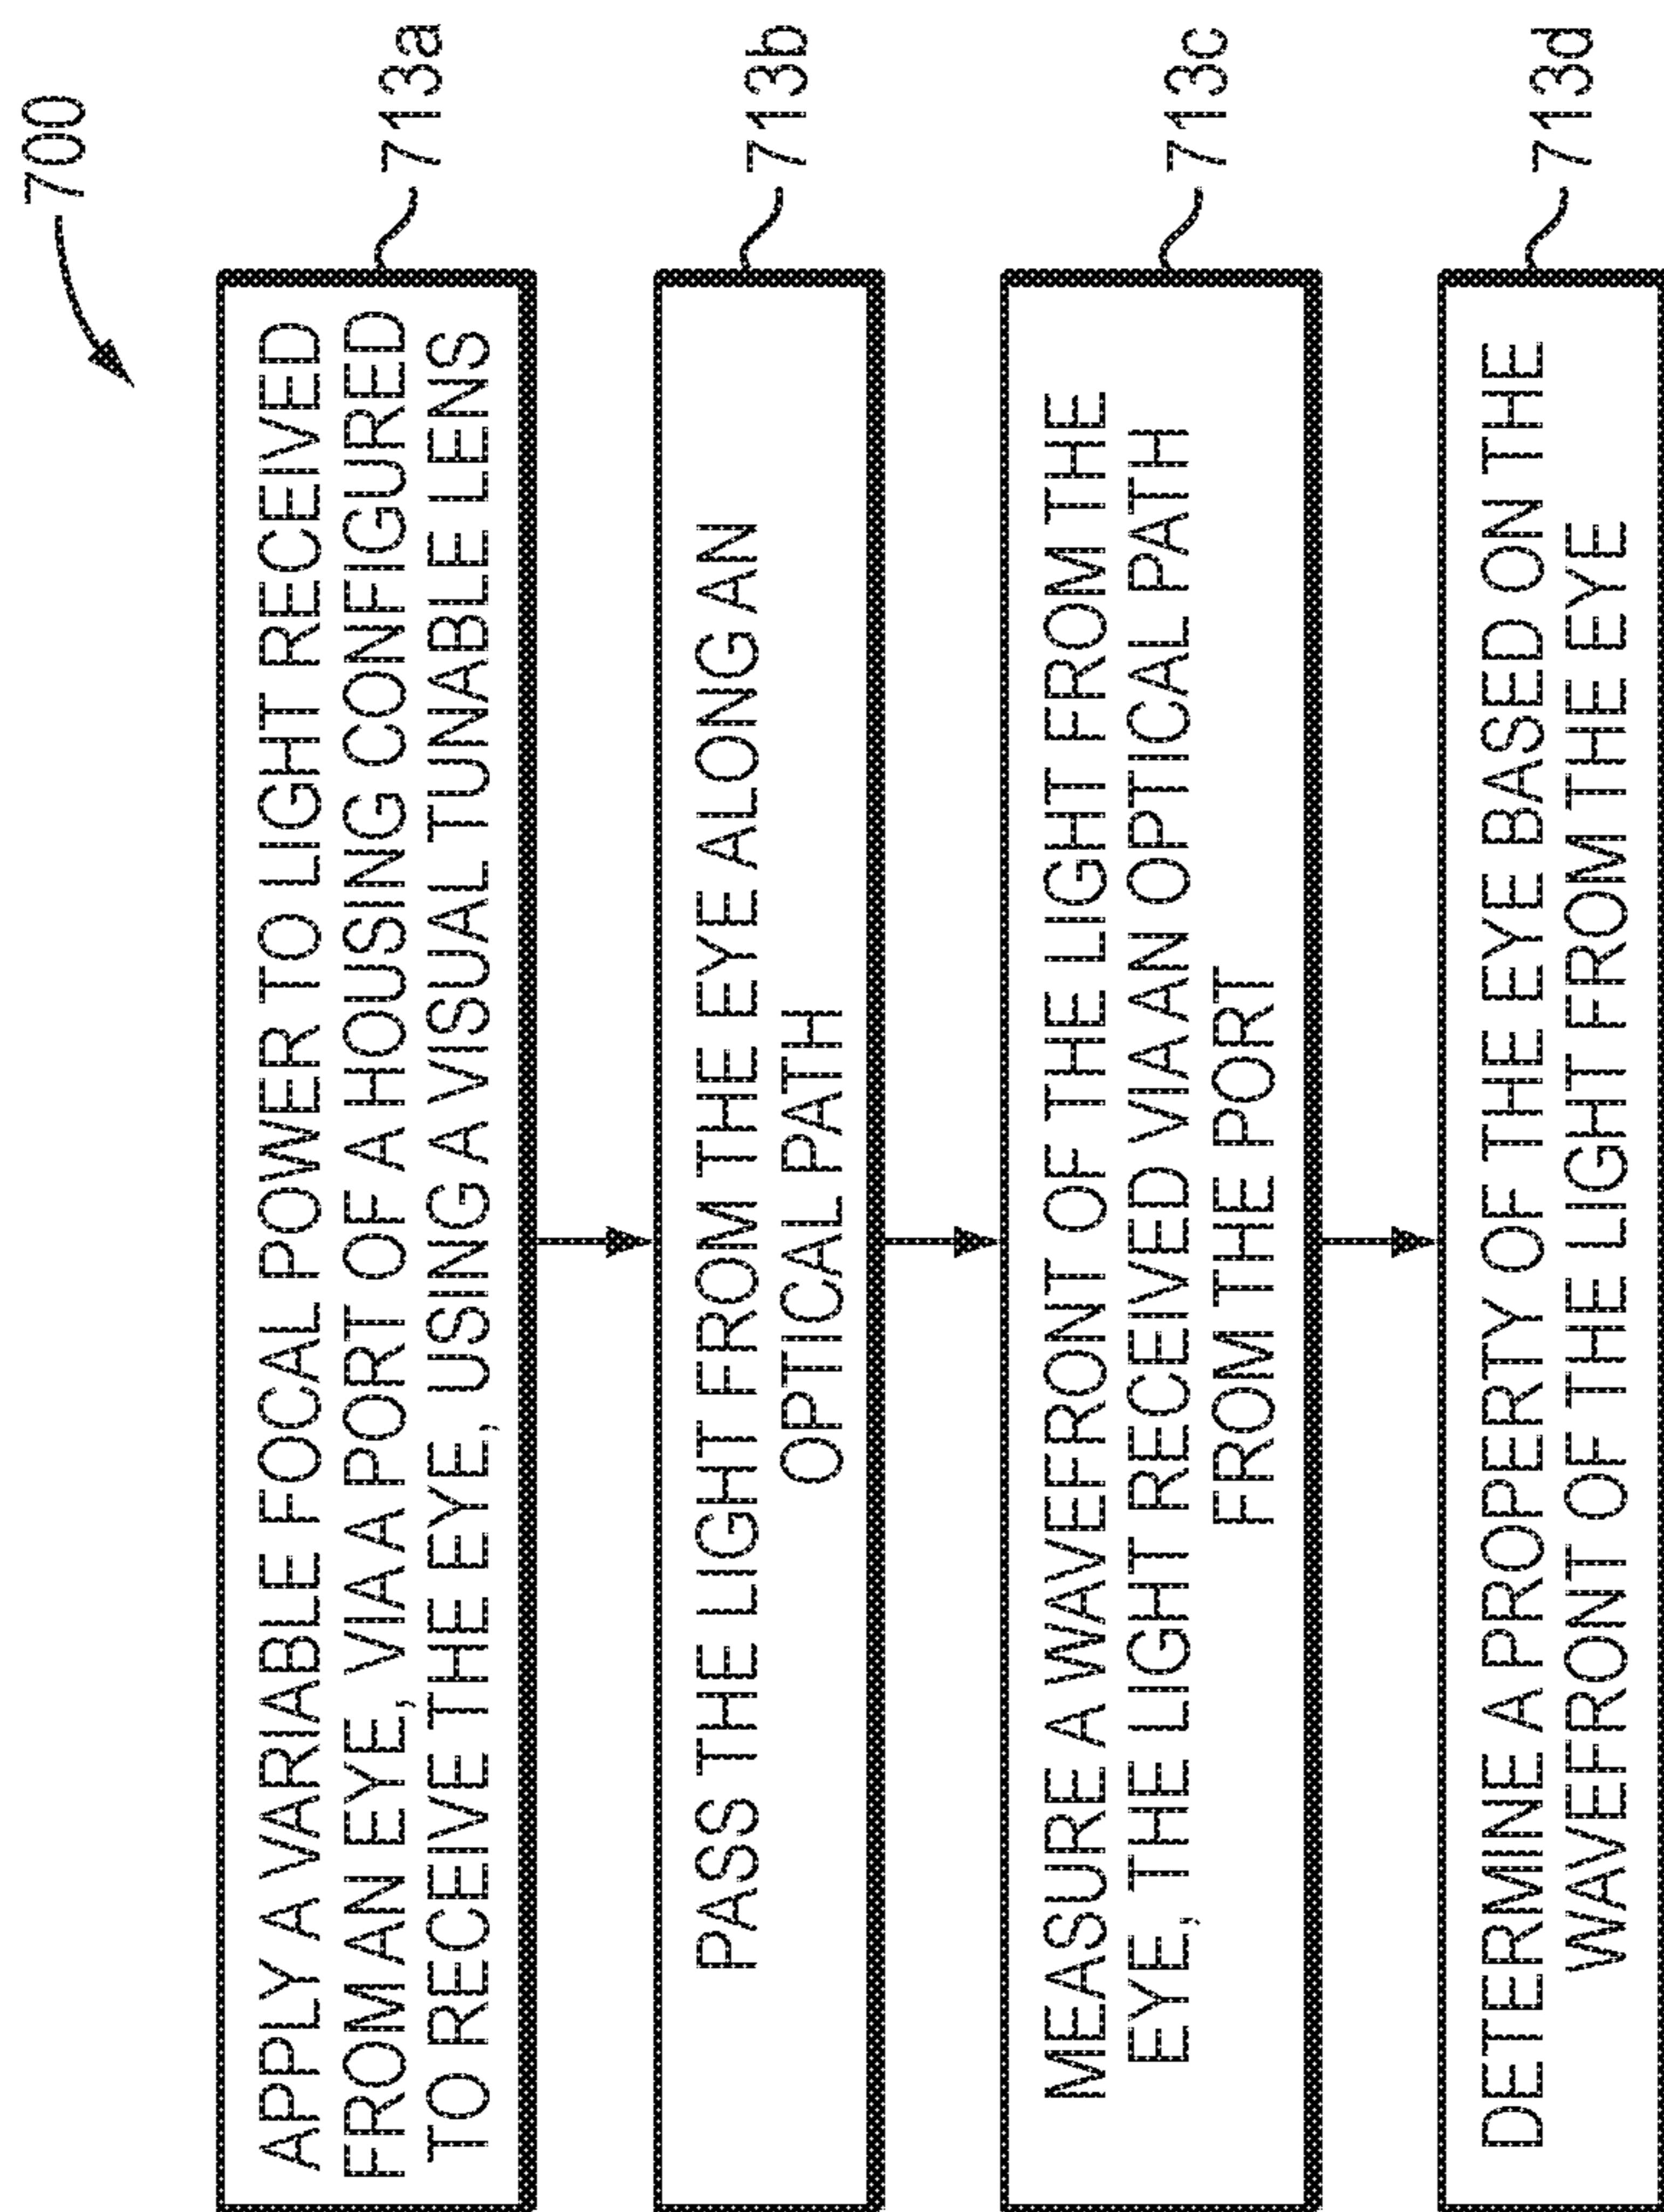 700
APPLY A VARIABLE FOCAL POWER TO LIGHT RECEIVED
FROM AN EYE, VIA A PORT OF A HOUSING CONFIGURED
TO RECEIVE THE EYE, USING A VISUAL TUNABLE LENS
713a
PASS THE LIGHT FROM THE EYE ALONG AN
OPTICAL PATH
713b
MEASURE A WAVEFRONT OF THE LIGHT FROM THE
EYE, THE LIGHT RECEIVED VIA AN OPTICAL PATH
FROM THE PORT
713c
DETERMINE A PROPERTY OF THE EYE BASED ON THE
WAVEFRONT OF THE LIGHT FROM THE EYE
713d